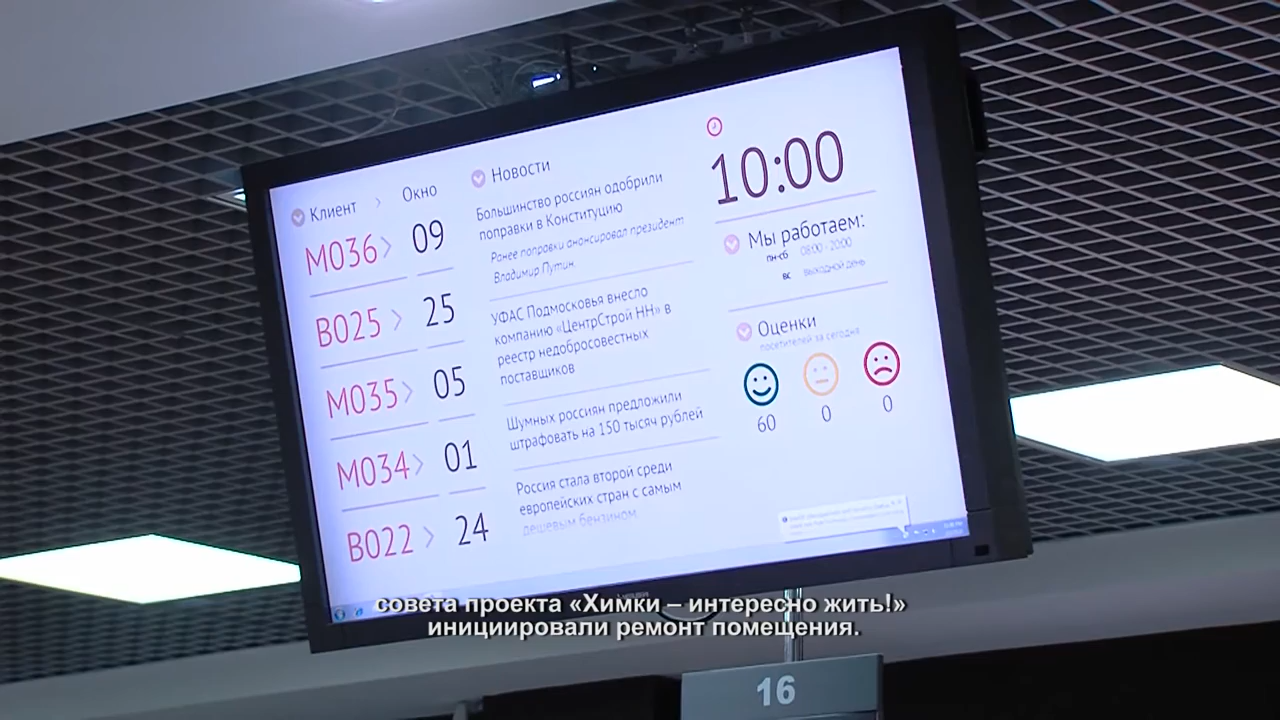 Клиент > Окно
М036 > 09
В025 > 25
М035 > 05
М034 > 01
В022 > 24
Новости
Большинство россиян одобрили
поправки в Конституцию
Ранее поправки анонсировал президент
Владимир Путин.
УФАС Подмосковья внесло
компанию «ЦентрСтрой НН» в
реестр недобросовестных
поставщиков
Шумных россиян предложили
штрафовать на 150 тысяч рублей
Россия стала второй среди
европейских стран с самым
дешевым бензином
10:00
Мы работаем:
пн-сб 08:00 - 20:00
вс выходной день
Оценки
посетителей за сегодня
60 0 0
совета проекта «Химки – интересно жить!»
инициировали ремонт помещения.
16